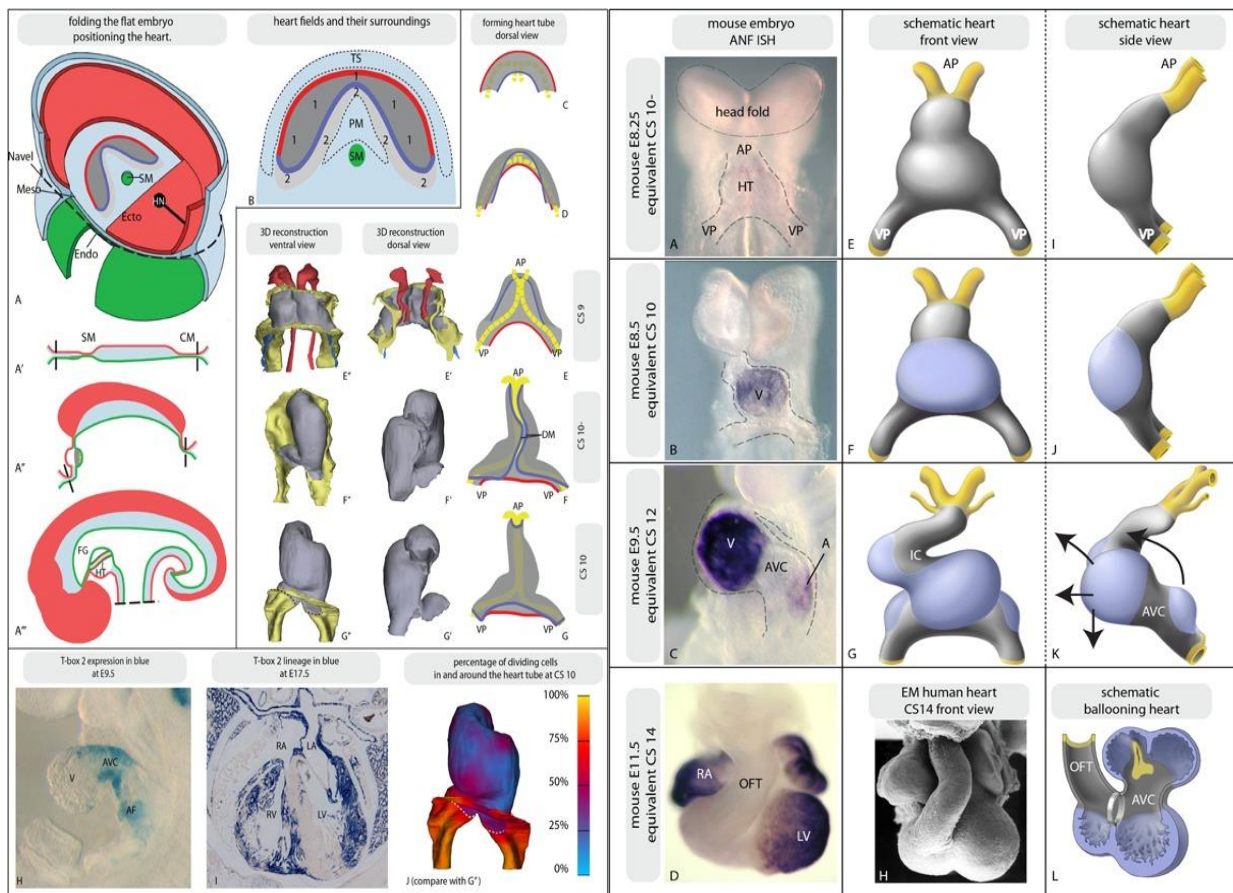 folding the flat embryo
positioning the heart.
Navel
Meso
SM
HN
Ecto
Endo
A
SM
CM
A'
A"
FG
HT
A'''
heart fields and their surroundings
TS
1
2
1
1
PM
1
2
2
1
SM
2
2
B
forming heart tube
dorsal view
C
D
3D reconstruction
ventral view
3D reconstruction
dorsal view
AP
CS 9
VP
VP
E"
E'
E
AP
CS 10-
DM
VP
VP
F"
F'
F
AP
CS 10
VP
VP
G"
G'
G
T-box 2 expression in blue
at E9.5
V
AVC
AF
H
T-box 2 lineage in blue
at E17.5
RA
LA
RV
LV
I
percentage of dividing cells
in and around the heart tube at CS 10
100%
75%
50%
25%
0%
J (compare with G")
mouse embryo
ANF ISH
schematic heart
front view
schematic heart
side view
mouse E8.25
equivalent CS 10-
head fold
AP
HT
VP
VP
A
AP
VP
VP
E
VP
I
mouse E8.5
equivalent CS 10
V
B
F
J
mouse E9.5
equivalent CS 12
V
A
AVC
C
IC
G
AVC
K
mouse E11.5
equivalent CS 14
RA
OFT
LV
D
EM human heart
CS14 front view
H
schematic
ballooning heart
OFT
AVC
L